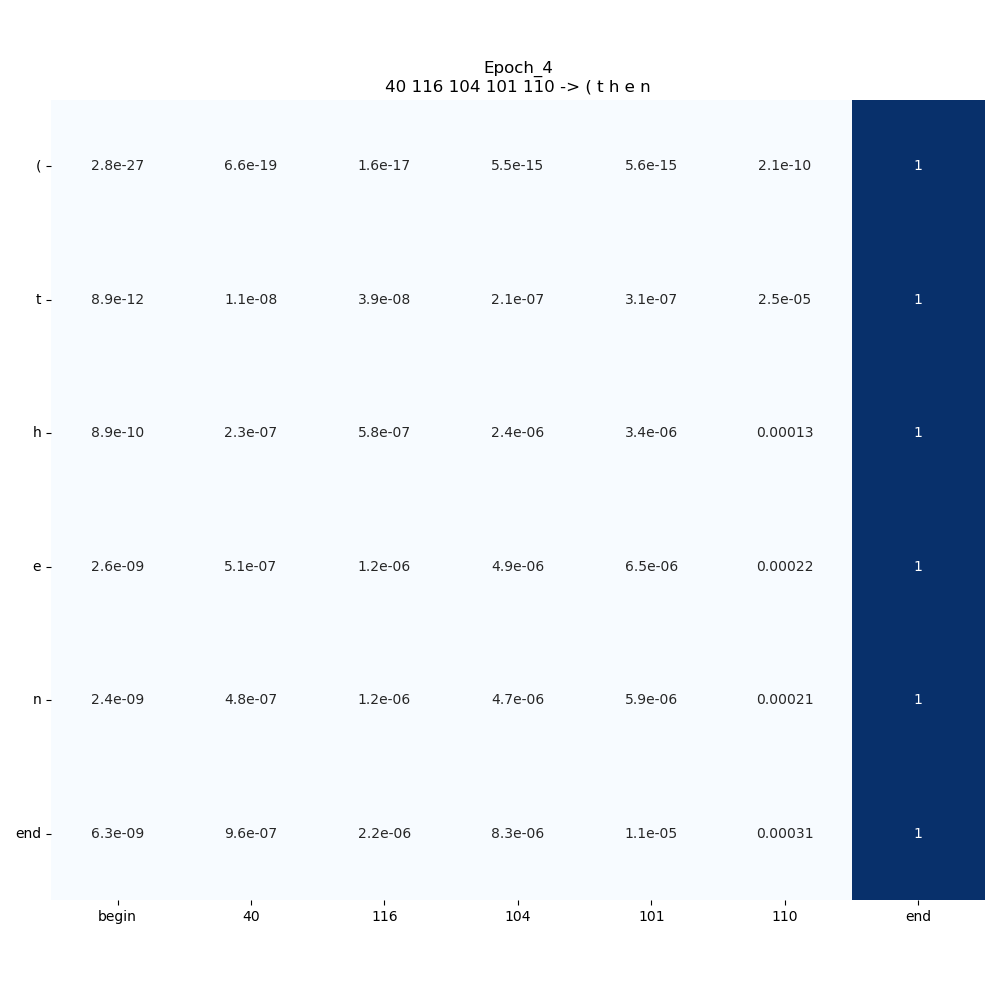 Epoch_4
40 116 104 101 110 -> ( t h e n
( 2.8e-27 6.6e-19 1.6e-17 5.5e-15 5.6e-15 2.1e-10 1
t 8.9e-12 1.1e-08 3.9e-08 2.1e-07 3.1e-07 2.5e-05 1
h 8.9e-10 2.3e-07 5.8e-07 2.4e-06 3.4e-06 0.00013 1
e 2.6e-09 5.1e-07 1.2e-06 4.9e-06 6.5e-06 0.00022 1
n 2.4e-09 4.8e-07 1.2e-06 4.7e-06 5.9e-06 0.00021 1
end 6.3e-09 9.6e-07 2.2e-06 8.3e-06 1.1e-05 0.00031 1
begin 40 116 104 101 110 end